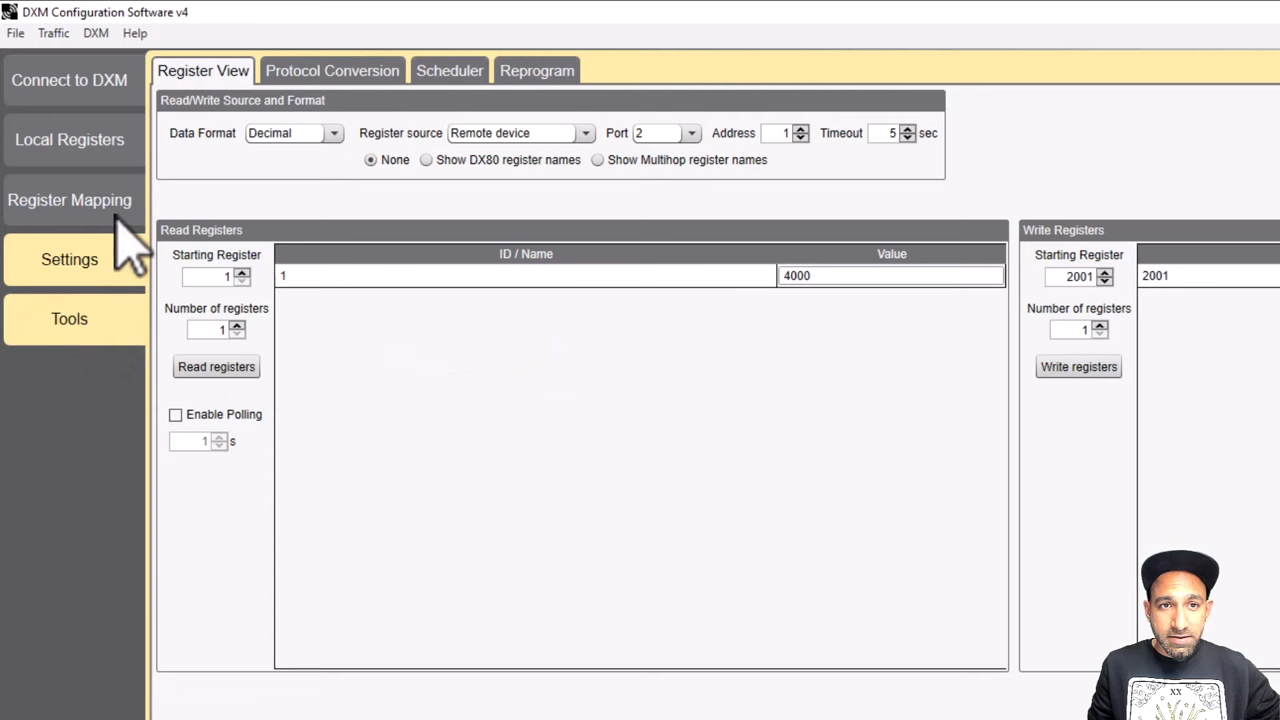 DXM Configuration Software v4
File Traffic DXM Help
Connect to DXM
Local Registers
Register Mapping
Settings
Tools
Register View Protocol Conversion Scheduler Reprogram
Read/Write Source and Format
Data Format Decimal Register source Remote device Port 2 Address 1 Timeout 5 sec
None Show DX80 register names Show Multihop register names
Read Registers
Starting Register
1
Number of registers
1
Read registers
Enable Polling
1 s
ID / Name Value
1 4000
Write Registers
Starting Register
2001
Number of registers
1
Write registers
2001
XX